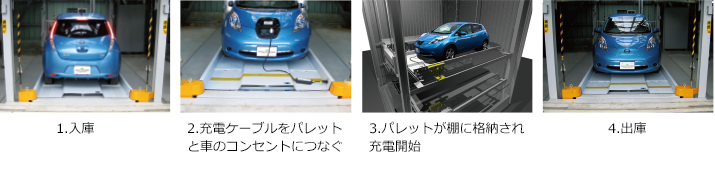 1.入庫
2.充電ケーブルをパレット
と車のコンセントにつなぐ
3.パレットが棚に格納され
充電開始
4.出庫